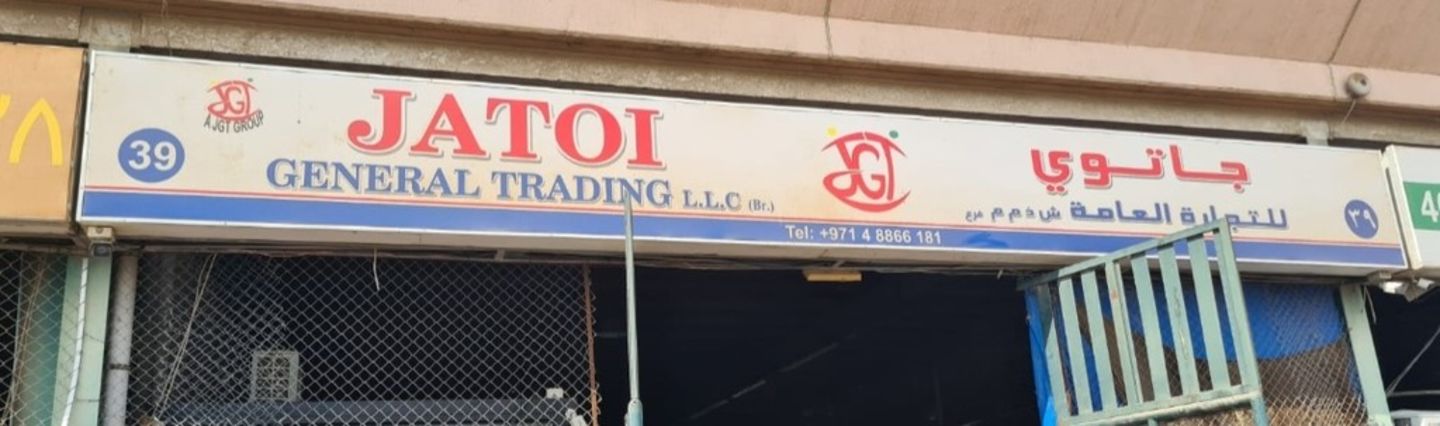 ٣٨
JGT
A JGT GROUP
39
JATOI
GENERAL TRADING L.L.C (Br.)
JGT
جاتوي
للتجارة العامة ش ذ م م فرع
٣٩
Tel: +971 4 8866 181